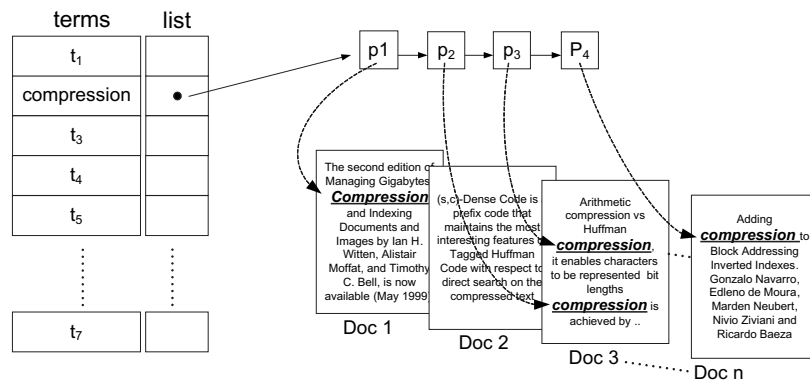 terms list
t1
compression
t3
t4
t5
t7
p1 p2 p3 P4
The second edition of
Managing Gigabytes
Compression
and Indexing
Documents and
Images by Ian H.
Witten, Alistair
Moffat, and Timothy
C. Bell, is now
available (May 1999)
Doc 1
(s,c)-Dense Code is
prefix code that
maintains the most
interesting features
Tagged Huffman
Code with respect to
direct search on the
compressed text
Doc 2
Arithmetic
compression vs
Huffman
compression,
it enables characters
to be represented bit
lengths
compression is
achieved by ..
Doc 3
Adding
compression to
Block Addressing
Inverted Indexes.
Gonzalo Navarro,
Edleno de Moura,
Marden Neubert,
Nivio Ziviani and
Ricardo Baeza
Doc n